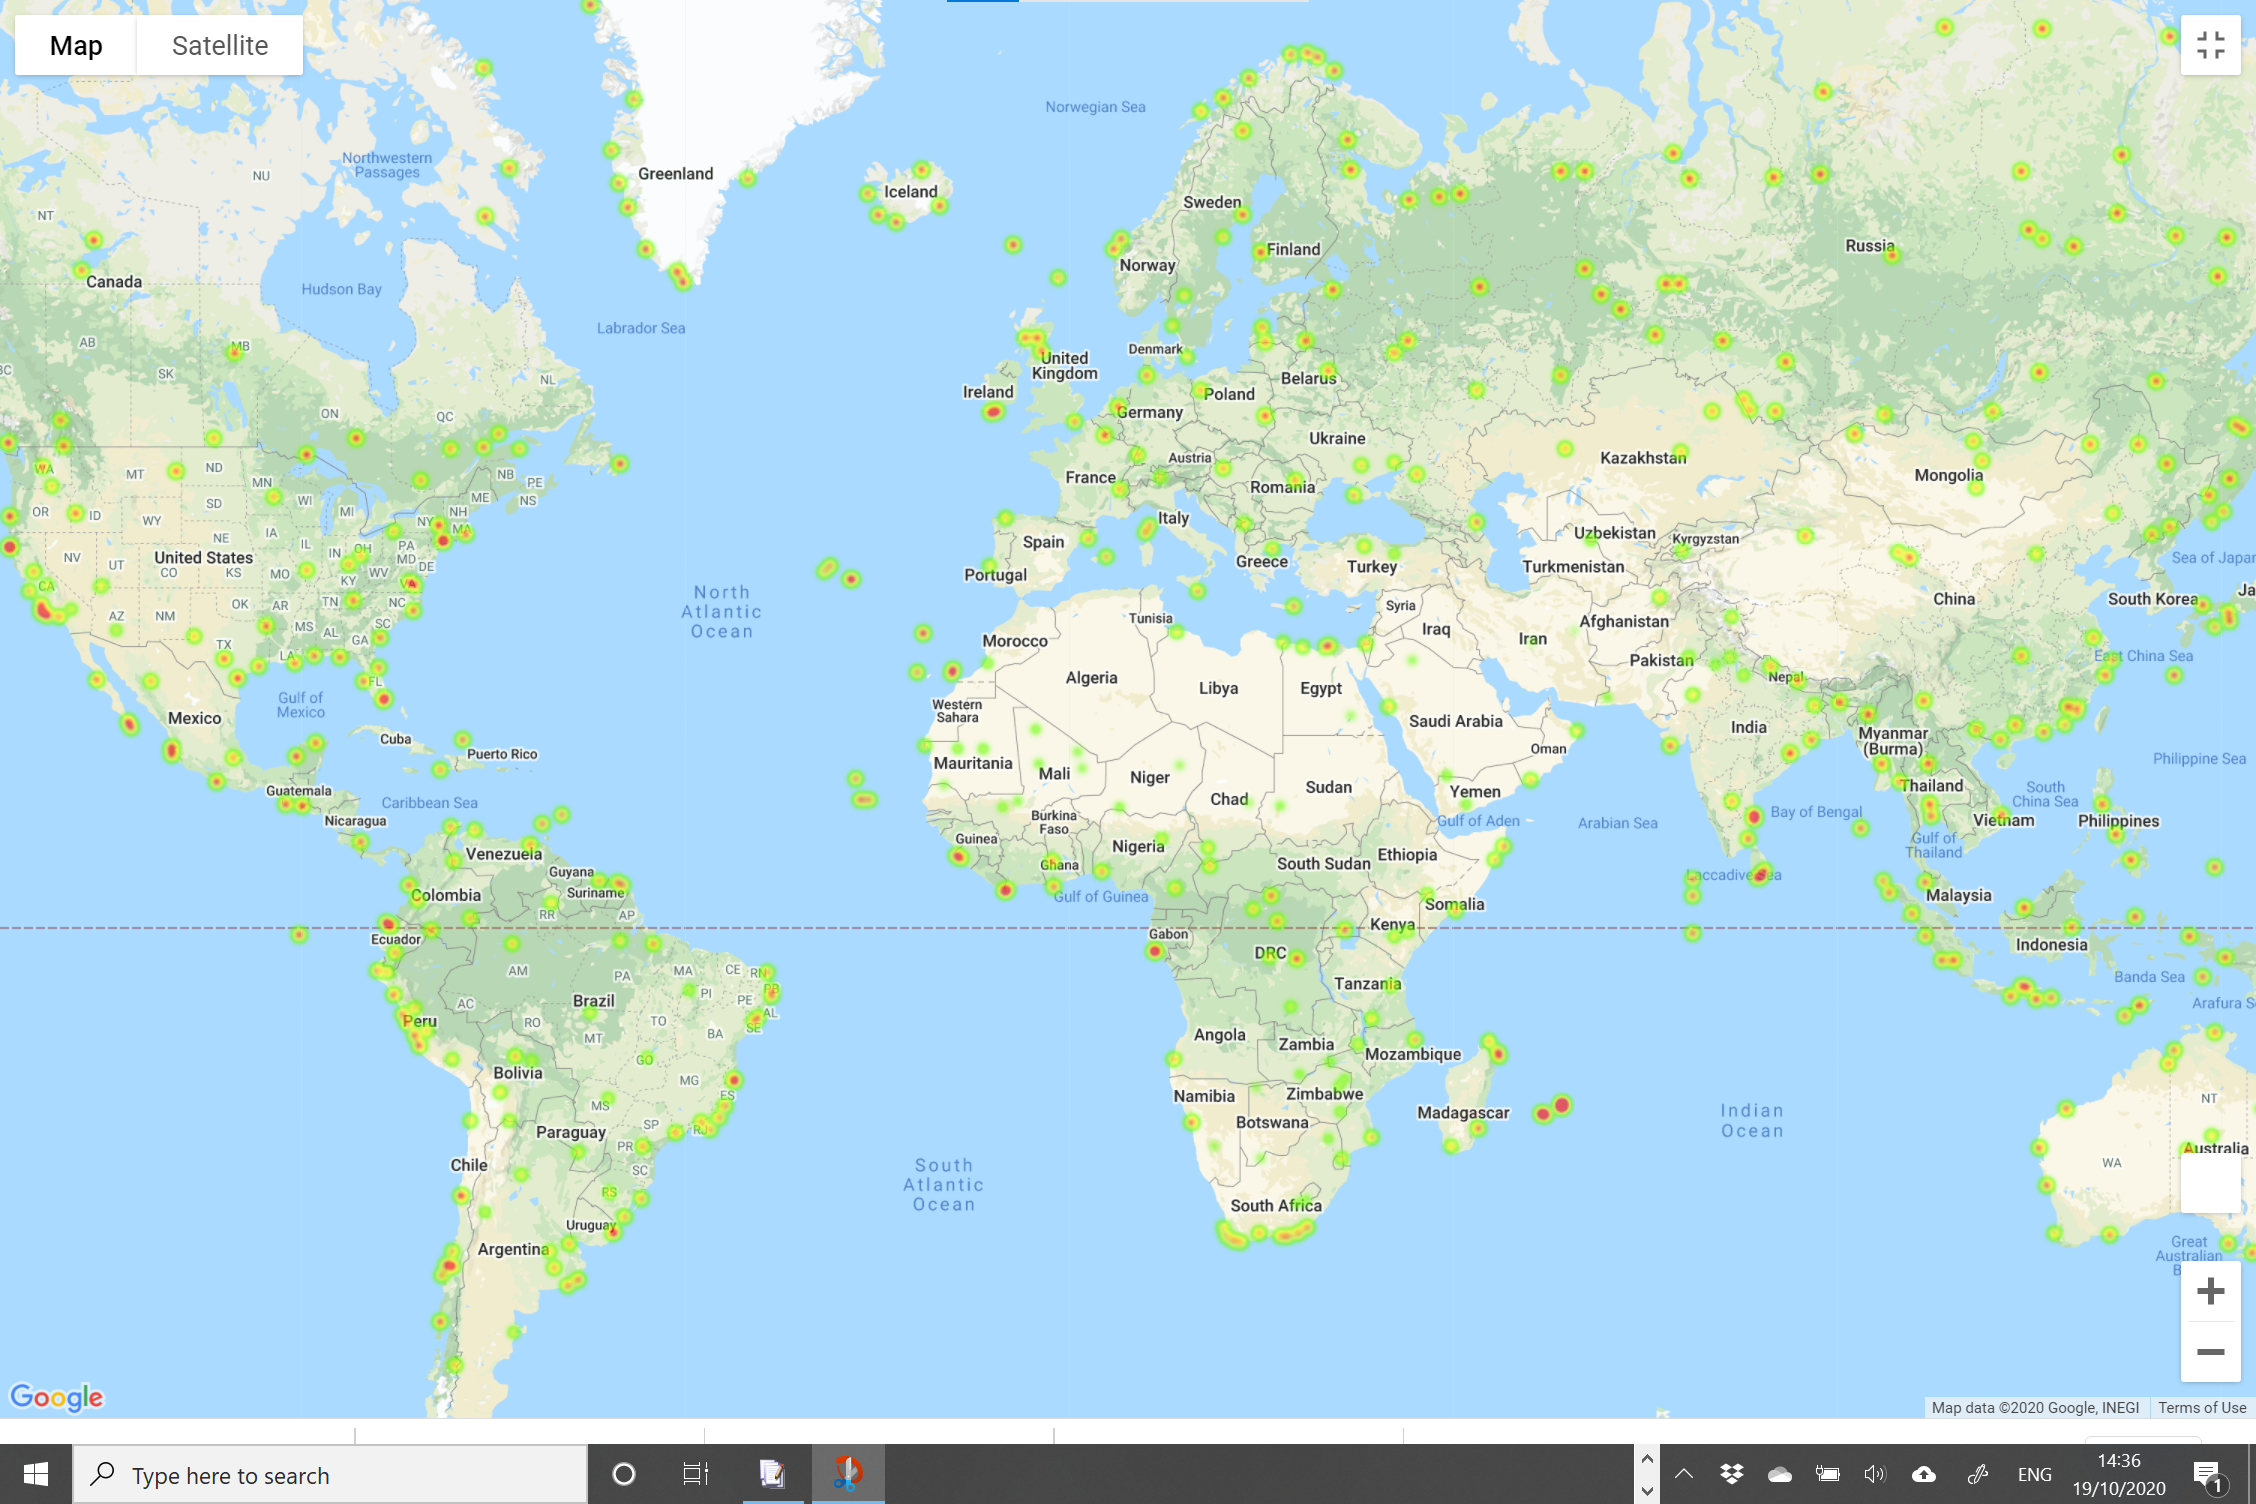 Map
Satellite
Norwegian Sea
Northwestern
Passages
NU
Greenland
Iceland
Sweden
NT
Finland
Russia
Norway
Canada
Hudson Bay
Labrador Sea
AB
MB
Denmark
United
Kingdom
BC
SK
NL
Belarus
Ireland
Poland
ON
QC
Germany
Ukraine
Austria
Kazakhstan
WA
MT
ND
NB
PE
France
Mongolia
MN
ME
NS
Romania
OR
ID
SD
WI
MI
NH
WY
NY
MA
Italy
NE
IA
Spain
Uzbekistan
Kyrgyzstan
NV
United States
IL
IN
OH
PA
MD
DE
Greece
Turkey
Turkmenistan
Sea of Japan
UT
CO
KS
MO
KY
WV
VA
Portugal
CA
North
Atlantic
Ocean
China
South Korea
Ja
AZ
NM
OK
AR
TN
NC
Syria
Tunisia
Afghanistan
MS
AL
GA
SC
Morocco
Iraq
Iran
TX
LA
Pakistan
East China Sea
FL
Algeria
Nepal
Gulf of
Mexico
Libya
Egypt
Western
Sahara
Mexico
Saudi Arabia
India
Myanmar
(Burma)
Cuba
Puerto Rico
Oman
Philippine Sea
Mauritania
Mali
Niger
Sudan
Thailand
Guatemala
Chad
Yemen
South
China Sea
Caribbean Sea
Burkina
Faso
Gulf of Aden
Arabian Sea
Bay of Bengal
Nicaragua
Vietnam
Philippines
Guinea
Nigeria
Gulf of
Thailand
Venezuela
Ghana
South Sudan
Ethiopia
Guyana
Laccadive Sea
Colombia
Suriname
Gulf of Guinea
Somalia
Malaysia
RR
AP
Kenya
Ecuador
Gabon
Indonesia
DRC
AM
PA
MA
CE
RN
Banda Sea
Tanzania
AC
Brazil
PI
PB
PE
Arafura S
Peru
RO
TO
AL
SE
MT
BA
Angola
Zambia
Mozambique
GO
Bolivia
MG
ES
Namibia
Zimbabwe
NT
MS
Madagascar
Indian
Ocean
Paraguay
SP
RJ
Botswana
PR
Australia
Chile
SC
South
Atlantic
Ocean
WA
RS
South Africa
Uruguay
Argentina
Great
Australian
B
Google
Map data ©2020 Google, INEGI
Terms of Use
Type here to search
ENG
14:36
19/10/2020
1